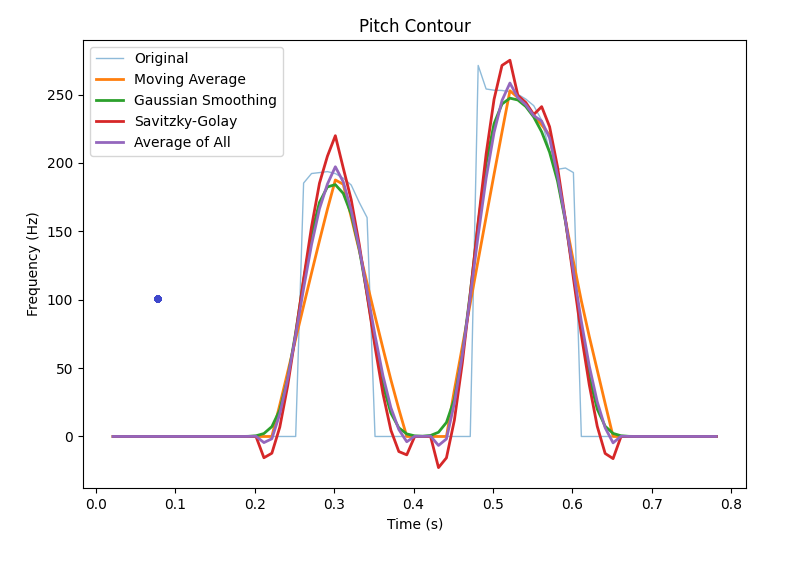 Pitch Contour
Original
Moving Average
Gaussian Smoothing
Savitzky-Golay
Average of All
Frequency (Hz)
250
200
150
100
50
0
0.0 0.1 0.2 0.3 0.4 0.5 0.6 0.7 0.8
Time (s)